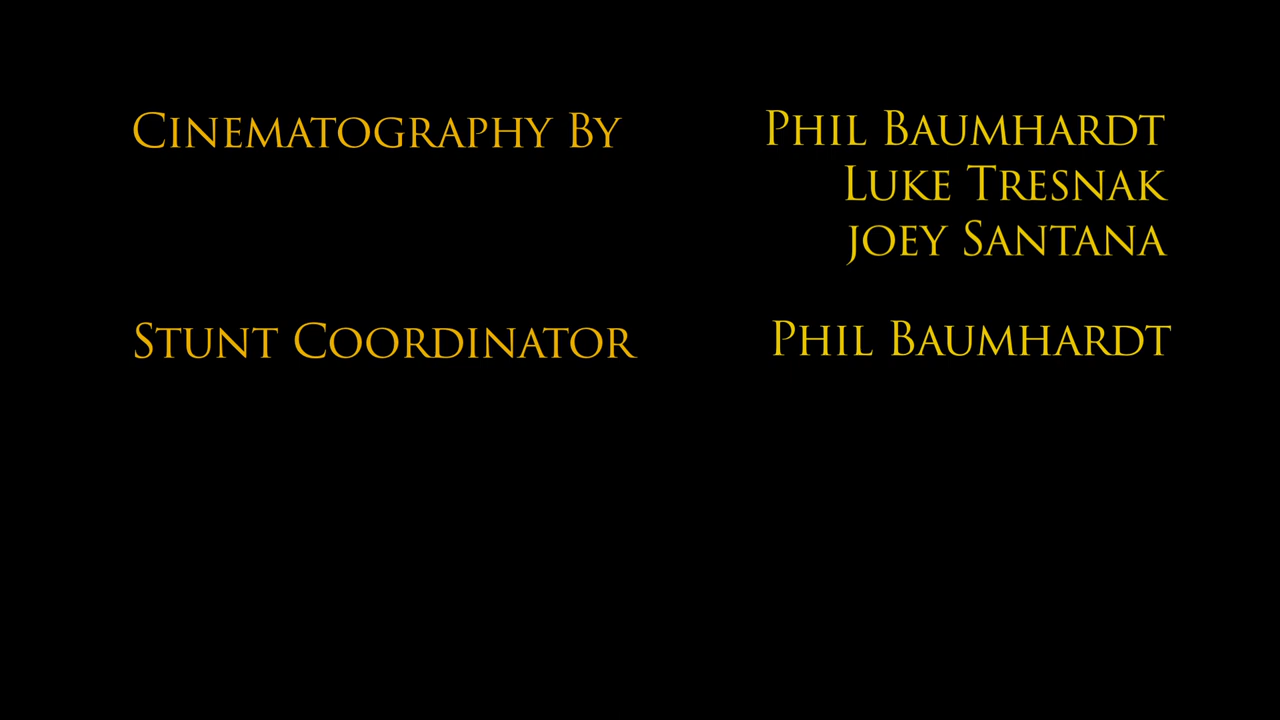 Cinematography By Phil Baumhardt
Luke Tresnak
Joey Santana
Stunt Coordinator Phil Baumhardt